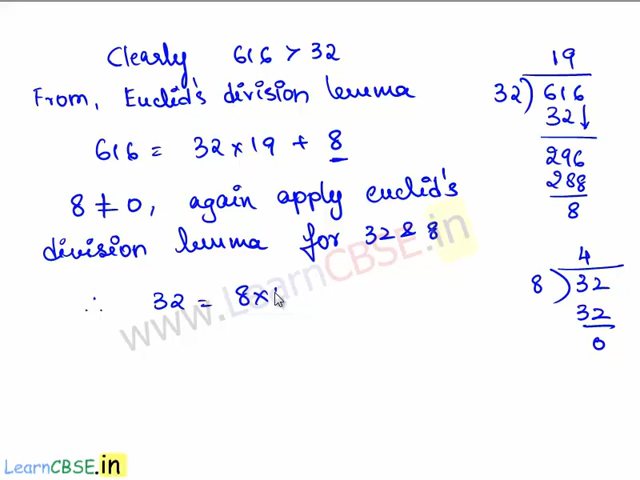 Clearly 616 > 32
From, Euclid's division lemma
616 = 32 × 19 + 8
8 ≠ 0, again apply euclid's
division lemma for 32 & 8
∴ 32 = 8 ×
19
32) 616
32↓
296
288
8
4
8) 32
32
0
www.LearnCBSE.in
LearnCBSE.in